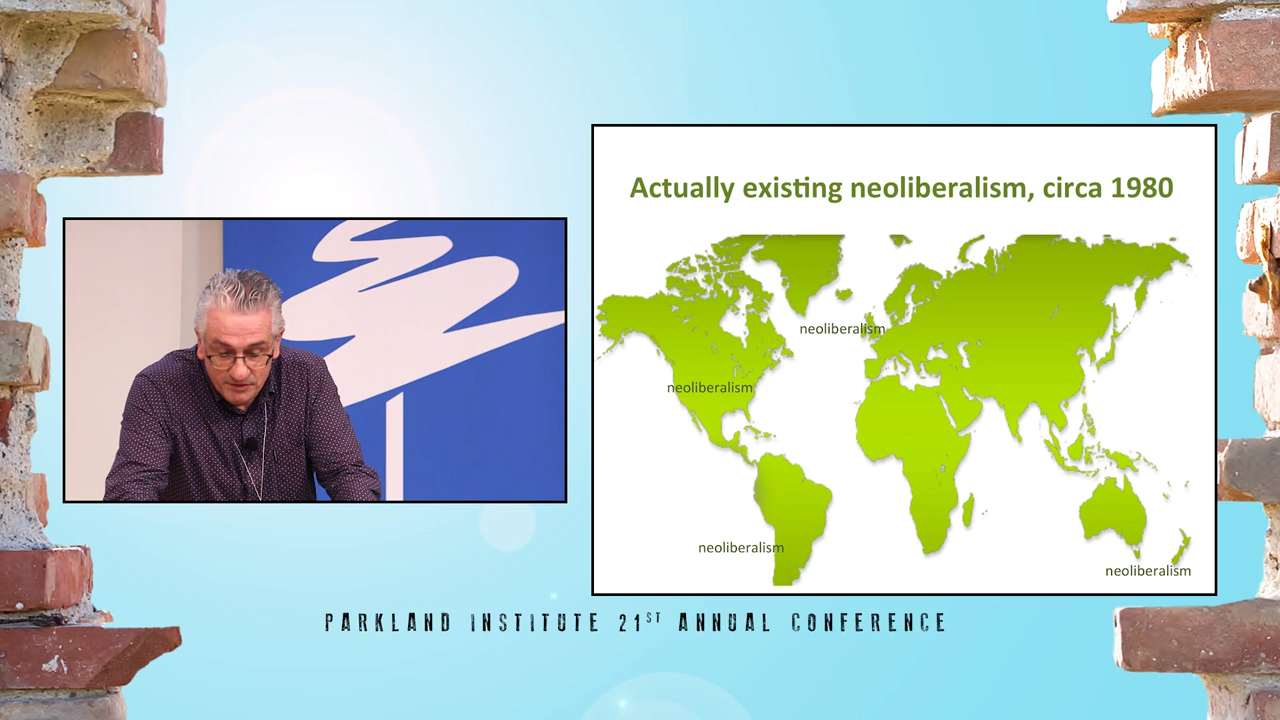 Actually existing neoliberalism, circa 1980
neoliberalism
neoliberalism
neoliberalism
neoliberalism
PARKLAND INSTITUTE 21ST ANNUAL CONFERENCE